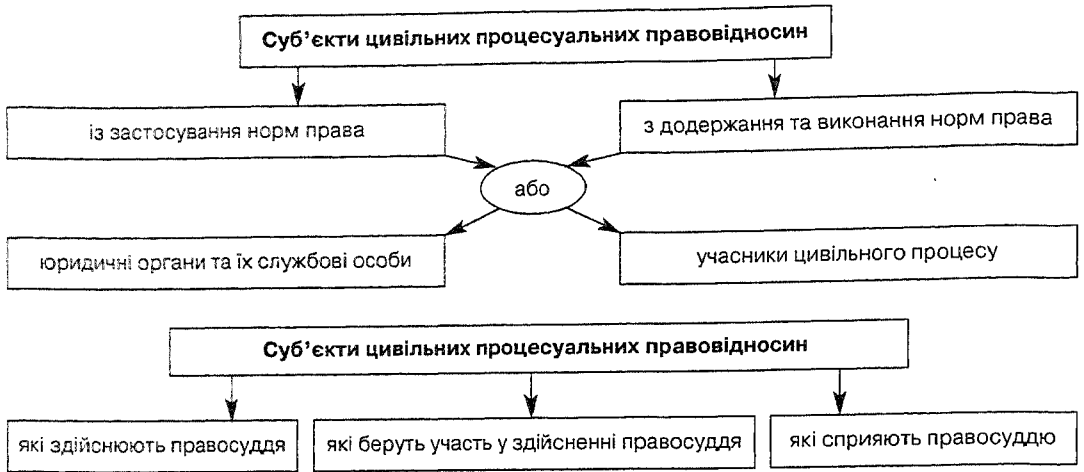 Суб'єкти цивільних процесуальних правовідносин
із застосування норм права
з додержання та виконання норм права
або
юридичні органи та їх службові особи
учасники цивільного процесу
Суб'єкти цивільних процесуальних правовідносин
які здійснюють правосуддя
які беруть участь у здійсненні правосуддя
які сприяють правосуддю